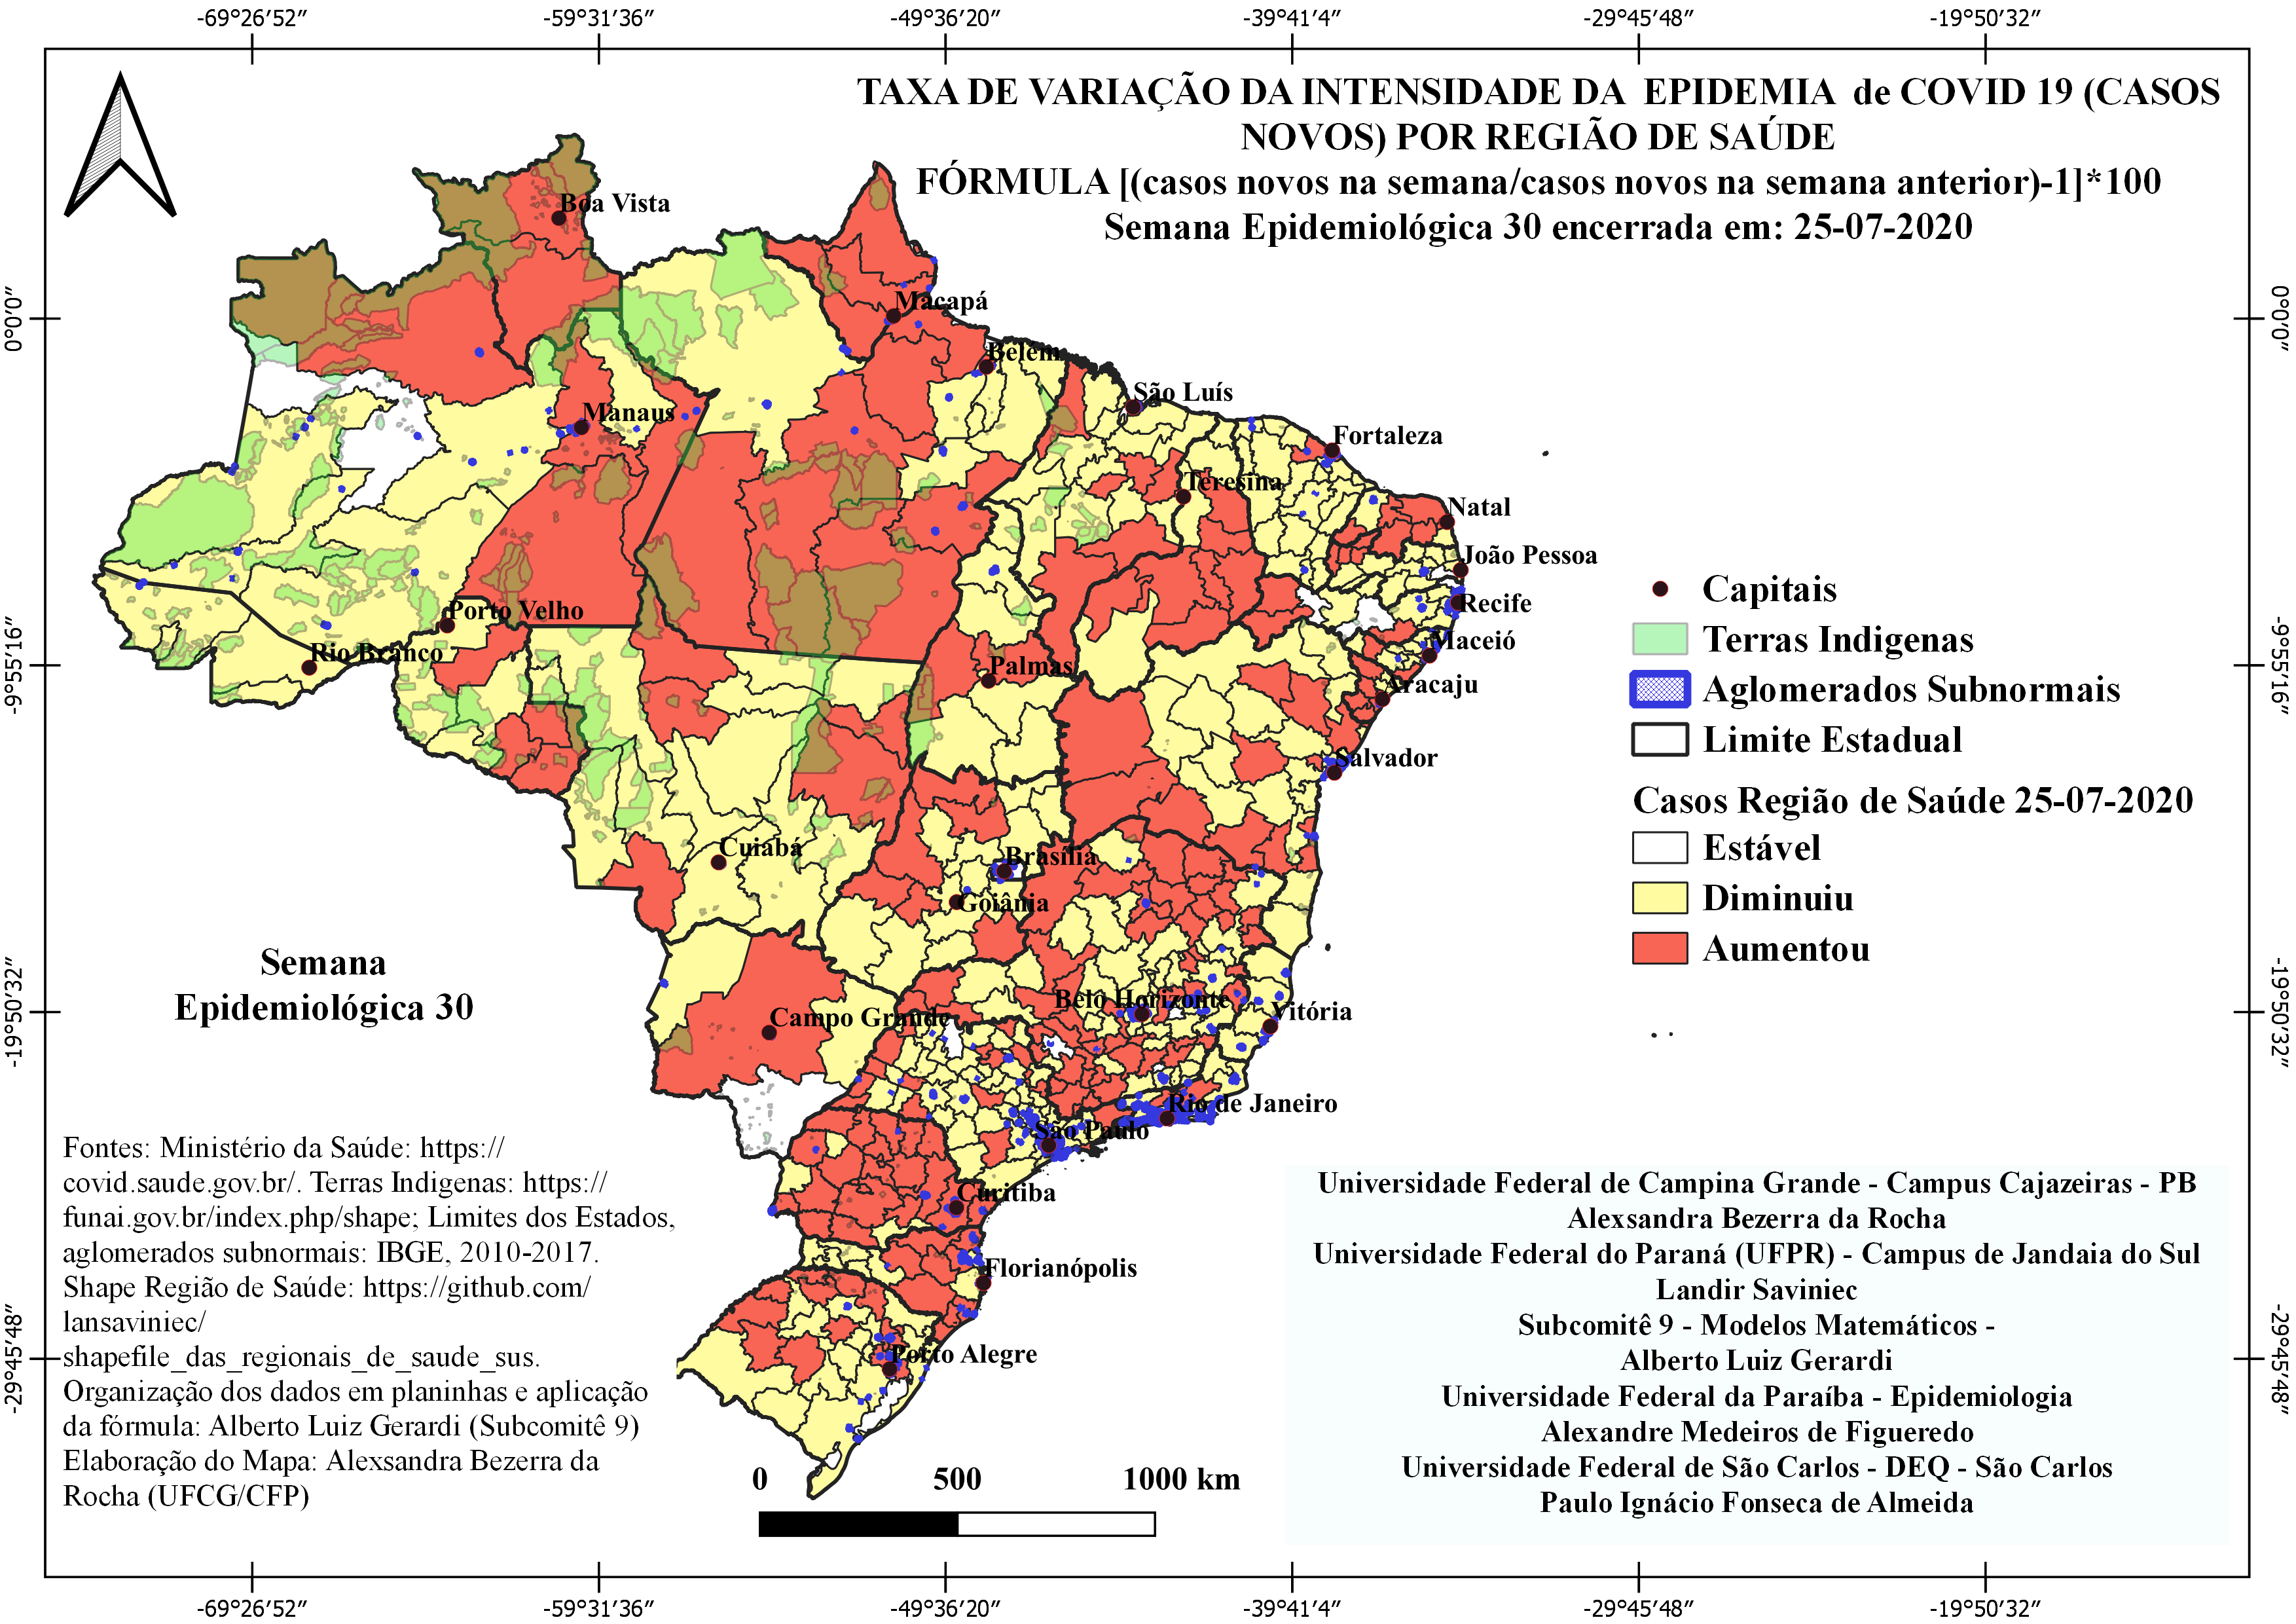 -69°26′52″
-59°31′36″
-49°36′20″
-39°41′4″
-29°45′48″
-19°50′32″
TAXA DE VARIAÇÃO DA INTENSIDADE DA EPIDEMIA de COVID 19 (CASOS
NOVOS) POR REGIÃO DE SAÚDE
FÓRMULA [(casos novos na semana/casos novos na semana anterior)-1]*100
Semana Epidemiológica 30 encerrada em: 25-07-2020
Boa Vista
Macapá
0°0′0″
0°0′0″
Belém
São Luís
Manaus
Fortaleza
Teresina
Natal
João Pessoa
Recife
Porto Velho
Maceió
Rio Branco
Palmas
Aracaju
-9°55′16″
-9°55′16″
Salvador
Cuiabá
Brasília
Goiânia
Capitais
Terras Indigenas
Aglomerados Subnormais
Limite Estadual
Casos Região de Saúde 25-07-2020
Estável
Diminuiu
Aumentou
Semana
Epidemiológica 30
Belo Horizonte
Vitória
Campo Grande
-19°50′32″
-19°50′32″
Rio de Janeiro
São Paulo
Curitiba
Florianópolis
Porto Alegre
-29°45′48″
-29°45′48″
Fontes: Ministério da Saúde: https://
covid.saude.gov.br/. Terras Indigenas: https://
funai.gov.br/index.php/shape; Limites dos Estados,
aglomerados subnormais: IBGE, 2010-2017.
Shape Região de Saúde: https://github.com/
lansaviniec/
shapefile_das_regionais_de_saude_sus.
Organização dos dados em planinhas e aplicação
da fórmula: Alberto Luiz Gerardi (Subcomitê 9)
Elaboração do Mapa: Alexsandra Bezerra da
Rocha (UFCG/CFP)
0 500 1000 km
Universidade Federal de Campina Grande - Campus Cajazeiras - PB
Alexsandra Bezerra da Rocha
Universidade Federal do Paraná (UFPR) - Campus de Jandaia do Sul
Landir Saviniec
Subcomitê 9 - Modelos Matemáticos -
Alberto Luiz Gerardi
Universidade Federal da Paraíba - Epidemiologia
Alexandre Medeiros de Figueredo
Universidade Federal de São Carlos - DEQ - São Carlos
Paulo Ignácio Fonseca de Almeida
-69°26′52″
-59°31′36″
-49°36′20″
-39°41′4″
-29°45′48″
-19°50′32″